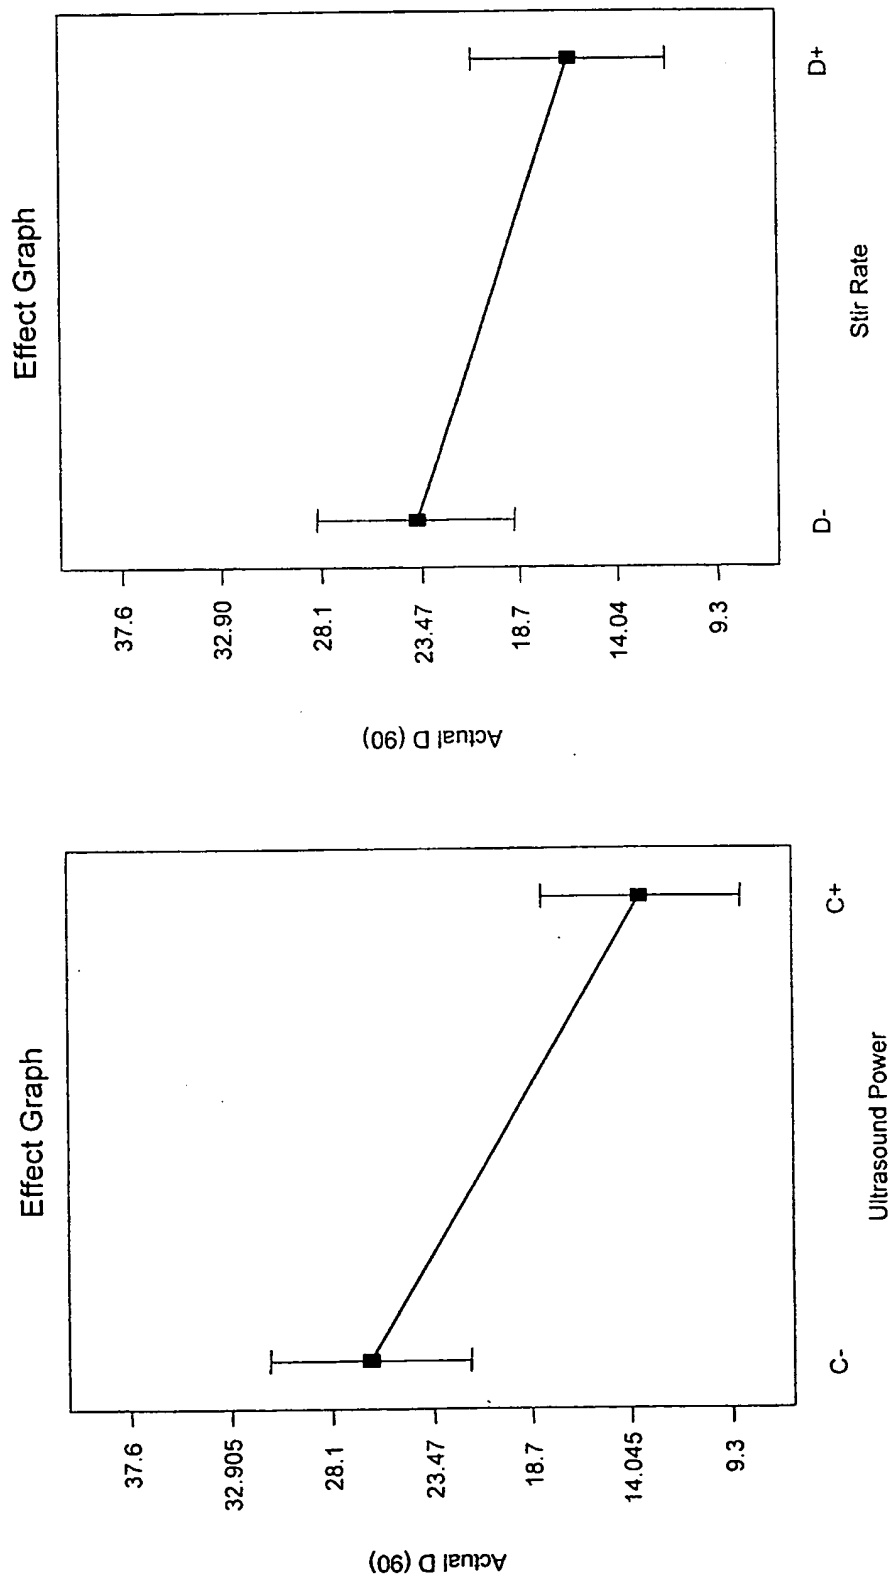 Effect Graph
37.6
32.905
28.1
23.47
18.7
14.045
9.3
Actual D (90)
C-
C+
Ultrasound Power
Effect Graph
37.6
32.90
28.1
23.47
18.7
14.04
9.3
Actual D (90)
D-
D+
Stir Rate